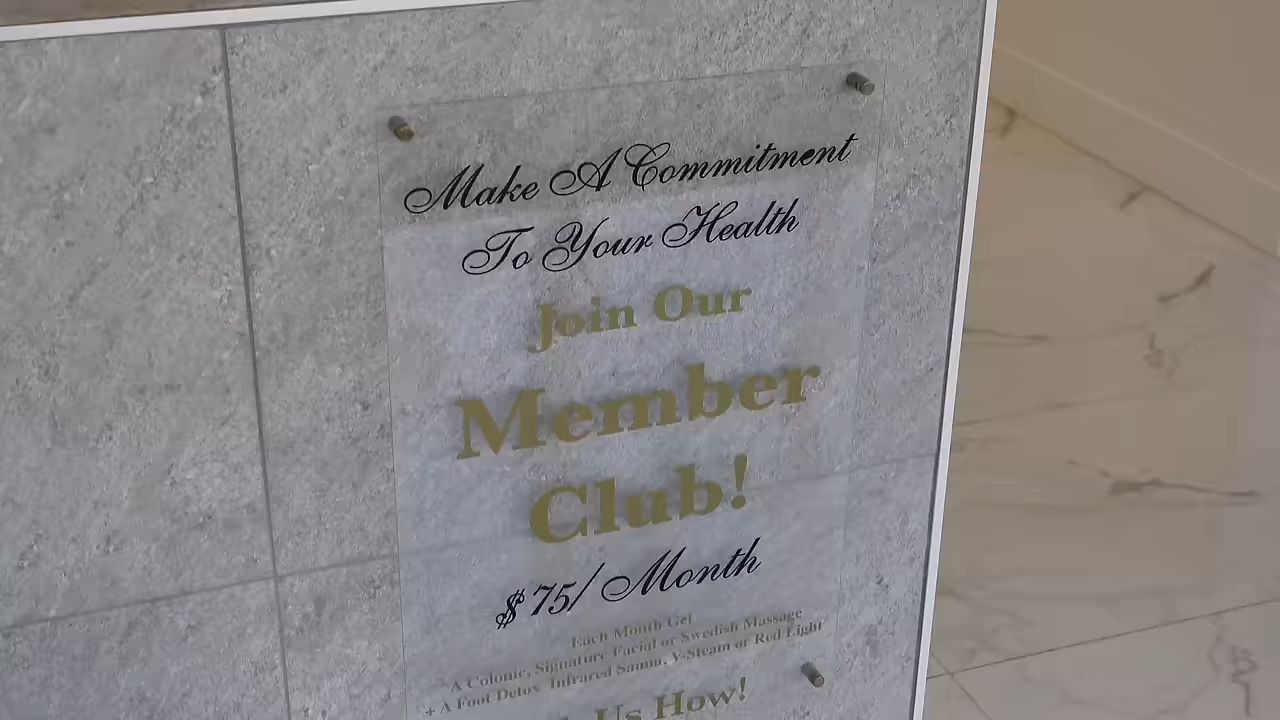 Make A Commitment
To Your Health
Join Our
Member
Club!
$75/Month
Each Month Get
A Colonic, Signature Facial or Swedish Massage
+ A Foot Detox Infrared Sauna, V-Steam or Red Light
Us How!